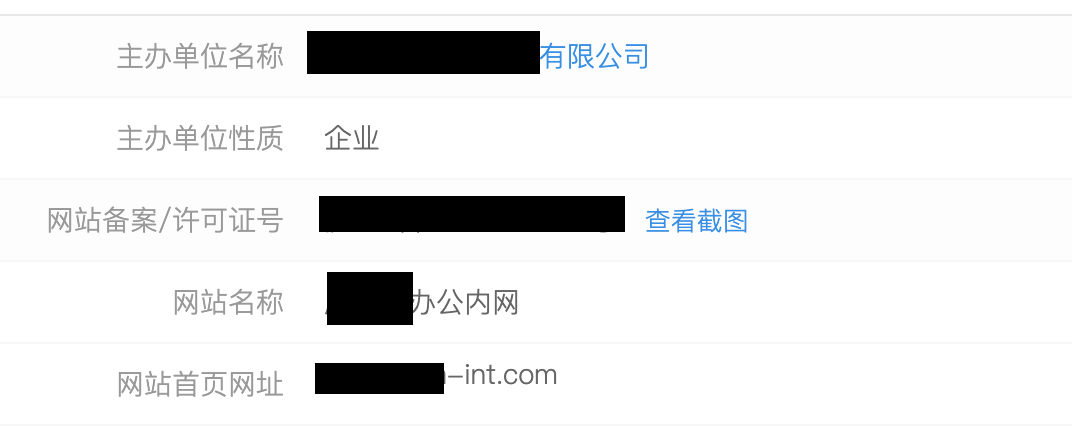 主办单位名称 有限公司
主办单位性质 企业
网站备案/许可证号 查看截图
网站名称 办公内网
网站首页网址 -int.com